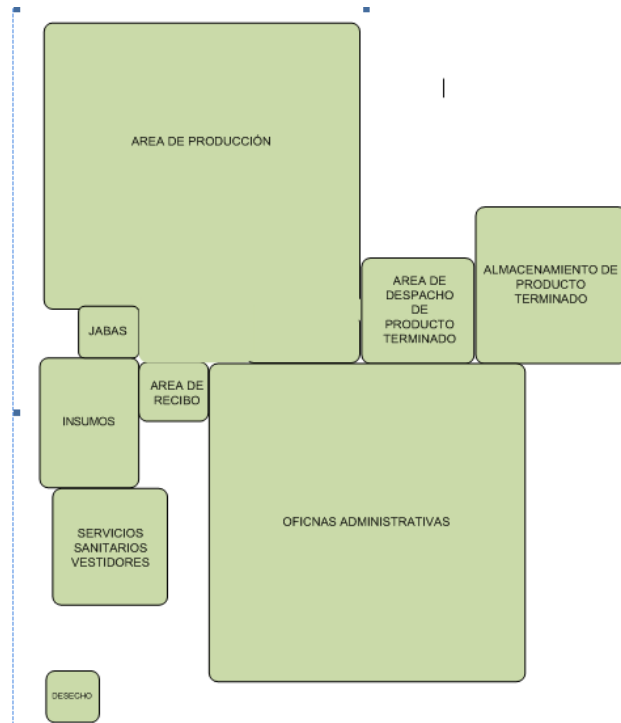 AREA DE PRODUCCIÓN
ALMACENAMIENTO DE
PRODUCTO
TERMINADO
AREA DE
DESPACHO
DE
PRODUCTO
TERMINADO
JABAS
AREA DE
RECIBO
INSUMOS
OFICNAS ADMINISTRATIVAS
SERVICIOS
SANITARIOS
VESTIDORES
DESECHO